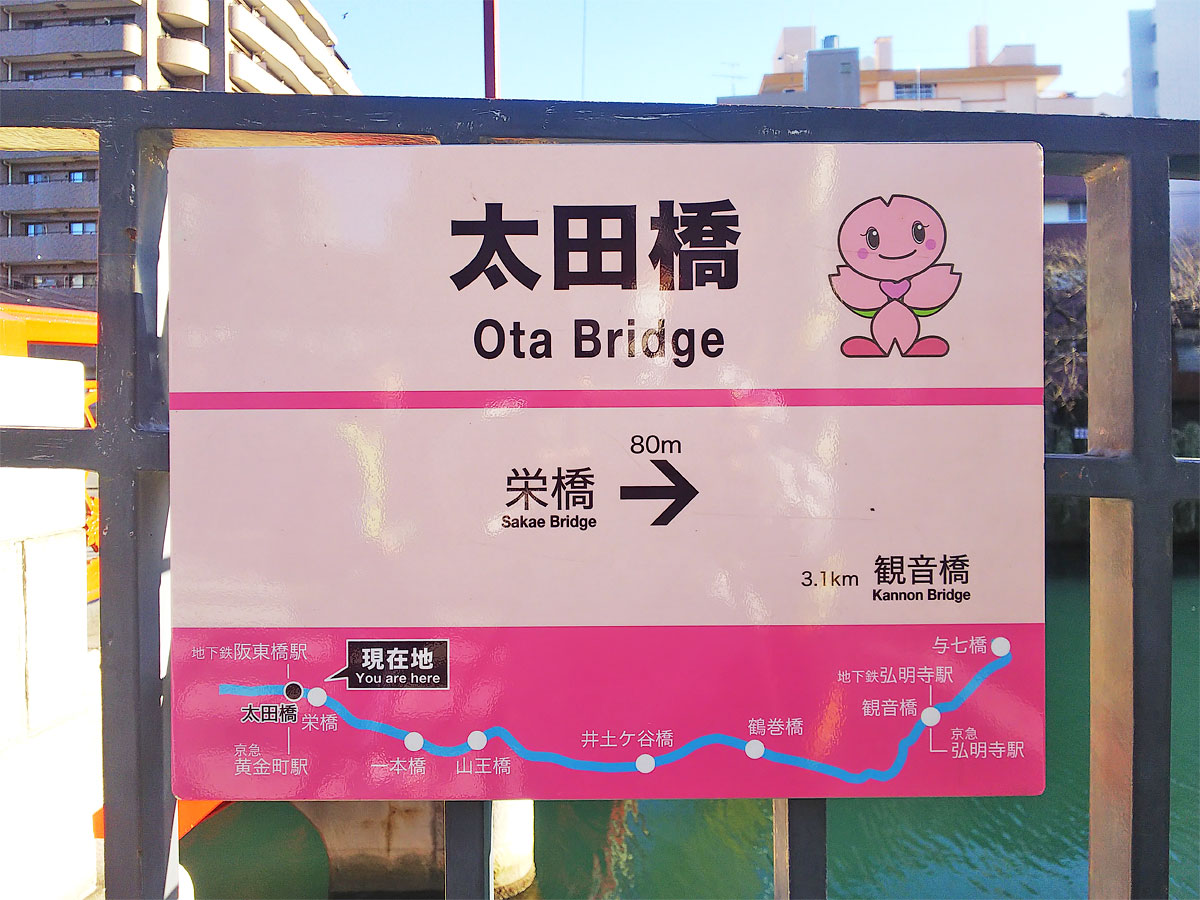 太田橋
Ota Bridge
80m
栄橋
Sakae Bridge
3.1km 観音橋
Kannon Bridge
地下鉄阪東橋駅
現在地
You are here
太田橋
栄橋
京急
黄金町駅
一本橋
山王橋
井土ケ谷橋
鶴巻橋
与七橋
地下鉄弘明寺駅
観音橋
京急
弘明寺駅